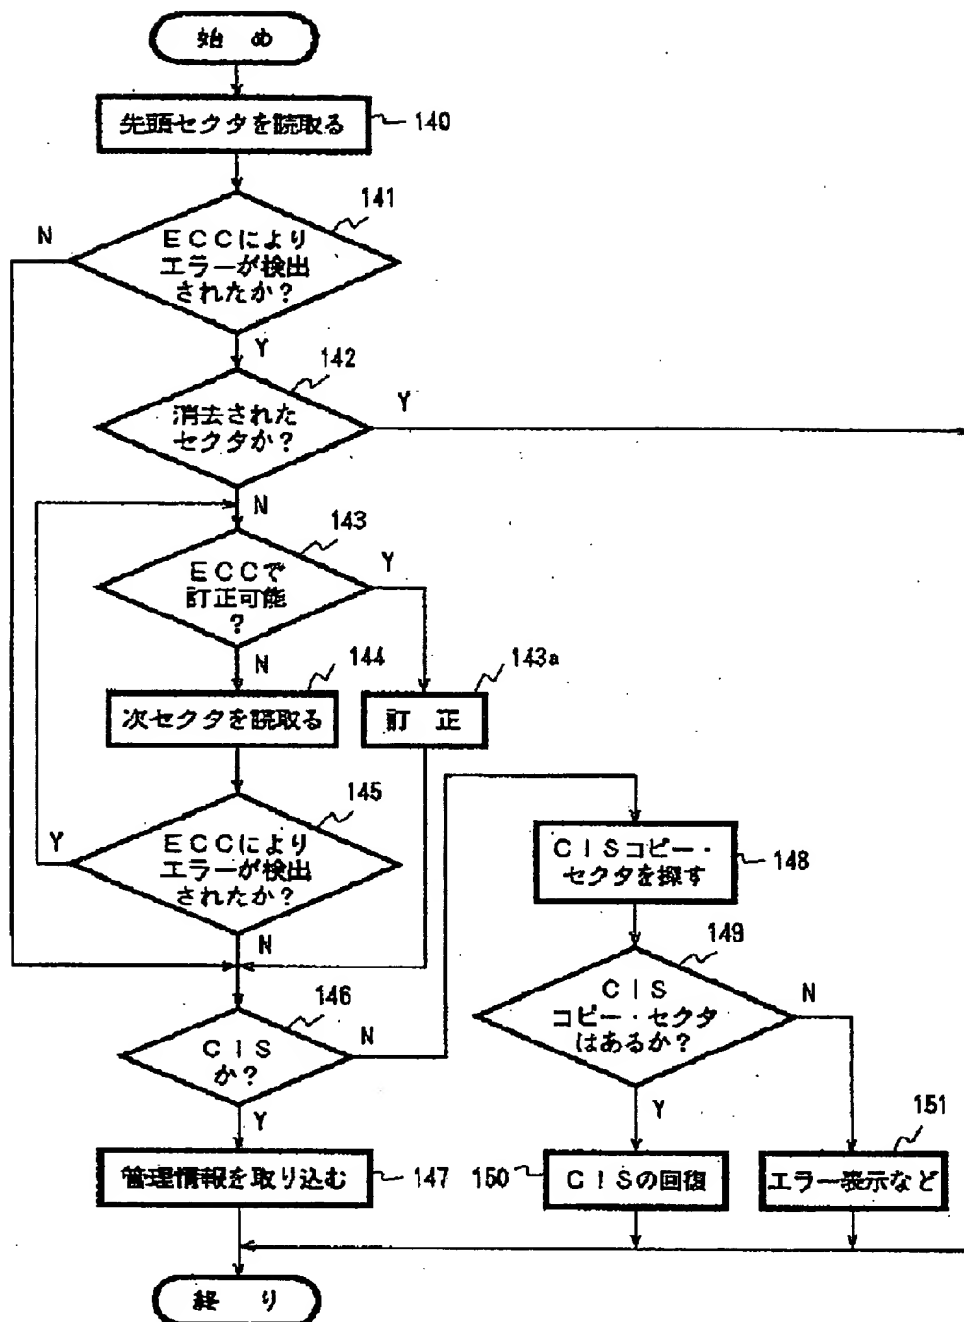 始 め
先頭セクタを読取る
140
141
N
ECCにより
エラーが検出
されたか?
Y
142
消去された
セクタか?
Y
N
143
ECCで
訂正可能
?
Y
N
144
143a
次セクタを読取る
訂 正
145
Y
ECCにより
エラーが検出
されたか?
N
CISコピー・
セクタを探す
148
149
CIS
コピー・セクタ
はあるか?
N
Y
146
CIS
か?
N
Y
管理情報を取り込む
147
150
CISの回復
151
エラー表示など
終 り